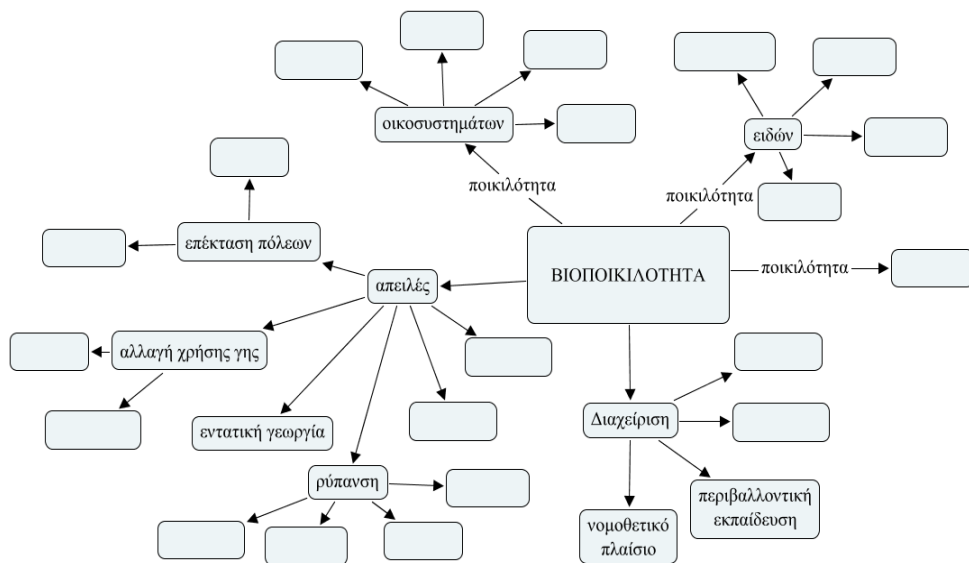 οικοσυστημάτων
ειδών
ποικιλότητα
ποικιλότητα
επέκταση πόλεων
ΒΙΟΠΟΙΚΙΛΟΤΗΤΑ
ποικιλότητα
απειλές
αλλαγή χρήσης γης
Διαχείριση
εντατική γεωργία
ρύπανση
περιβαλλοντική
εκπαίδευση
νομοθετικό
πλαίσιο